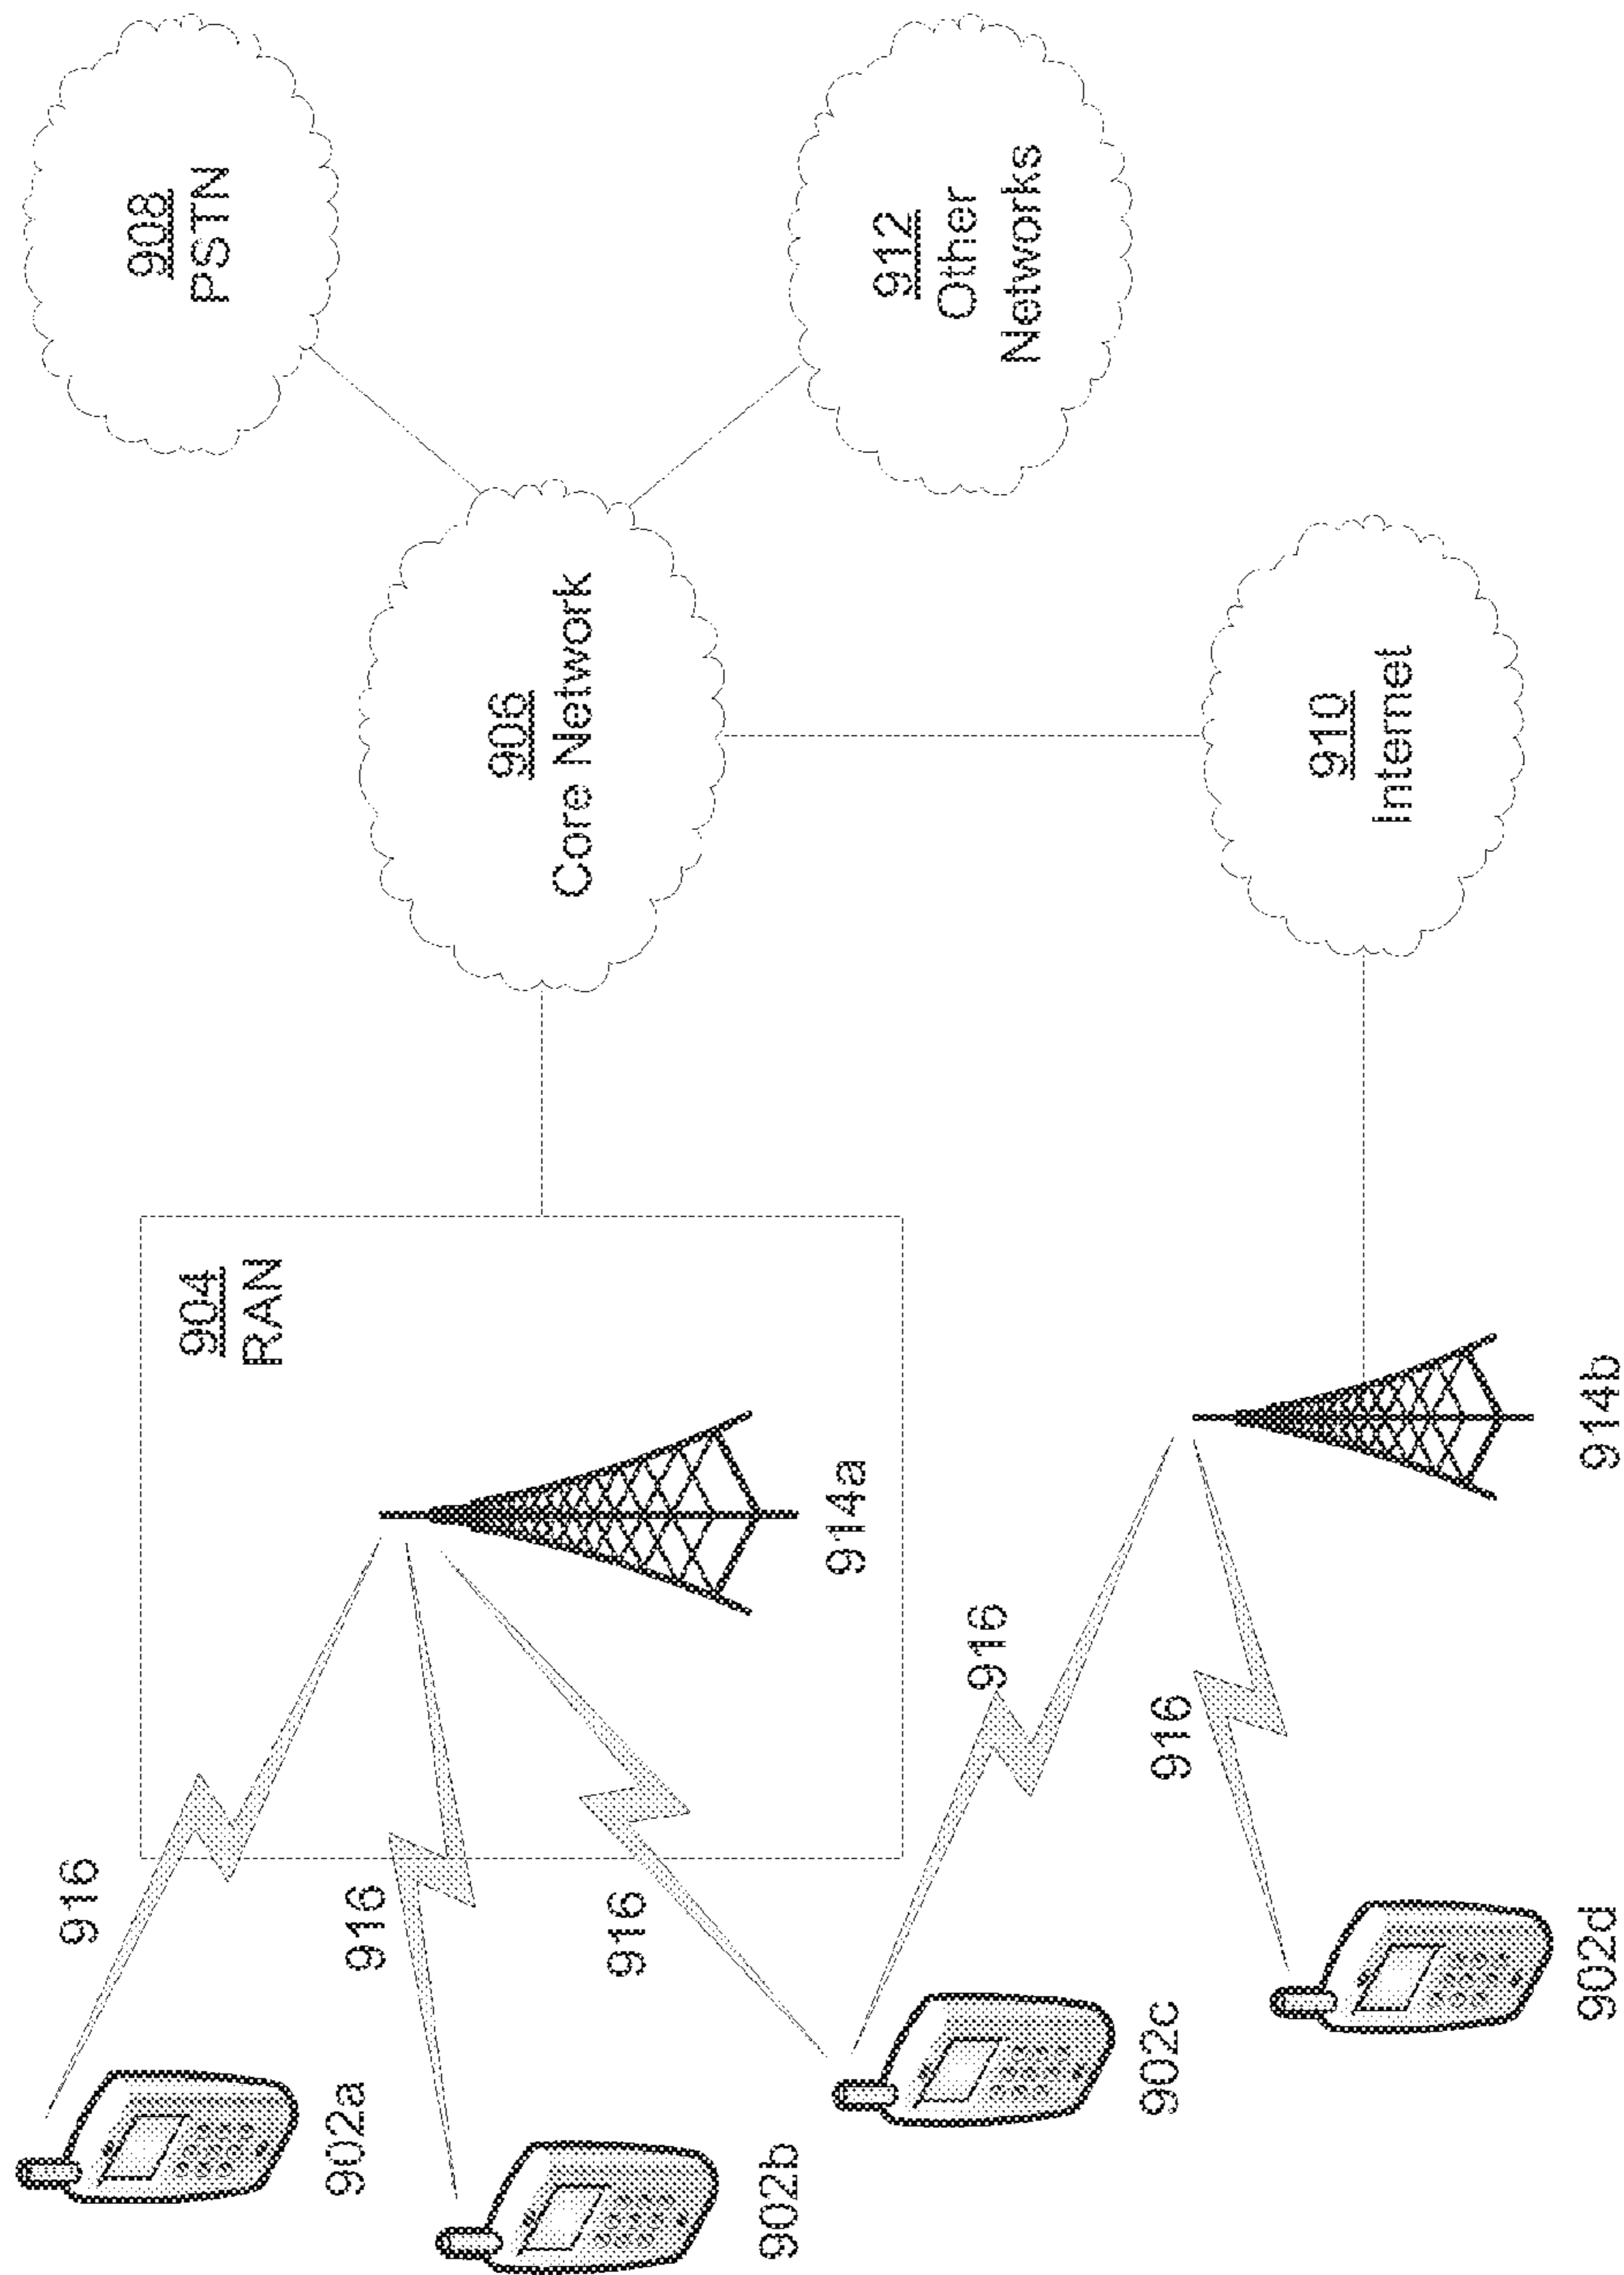 902a
916
904
RAN
908
PSTN
902b
916
914a
906
Core Network
916
902c
916
912
Other
Networks
916
902d
914b
910
Internet